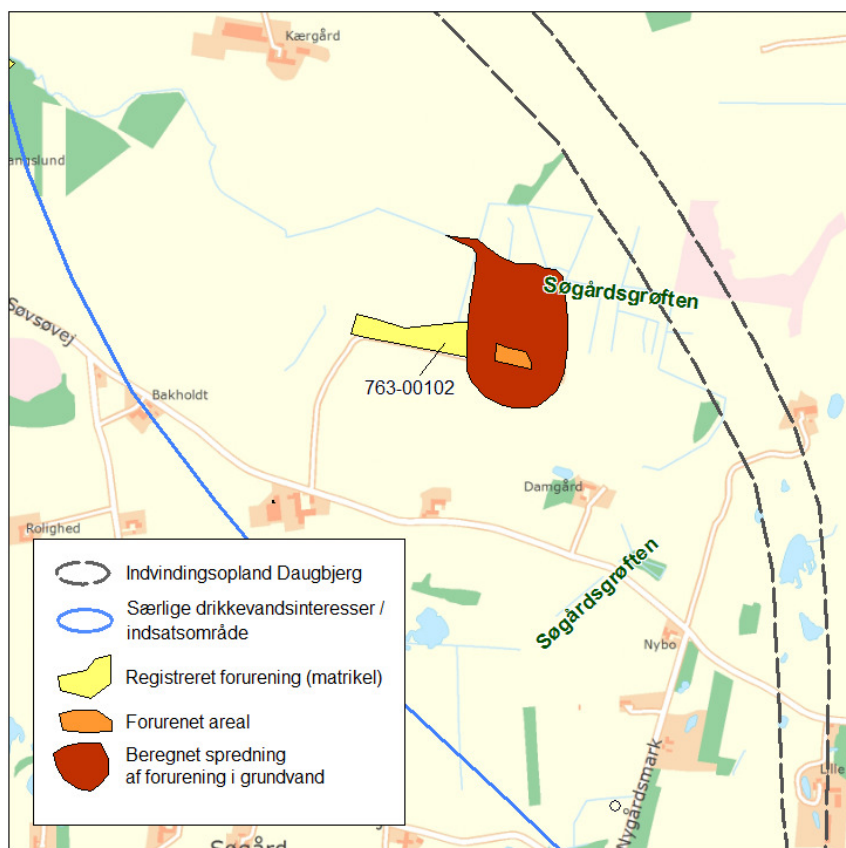 Kærgård
angslund
Søgårdsgrøften
Søvsøvej
763-00102
Bakholdt
Damgård
Rolighed
Søgårdsgrøften
Nybo
Indvindingsopland Daugbjerg
Særlige drikkevandsinteresser /
indsatsområde
Registreret forurening (matrikel)
Forurenet areal
Beregnet spredning
af forurening i grundvand
Nygårdsmark
Lille
Søgård